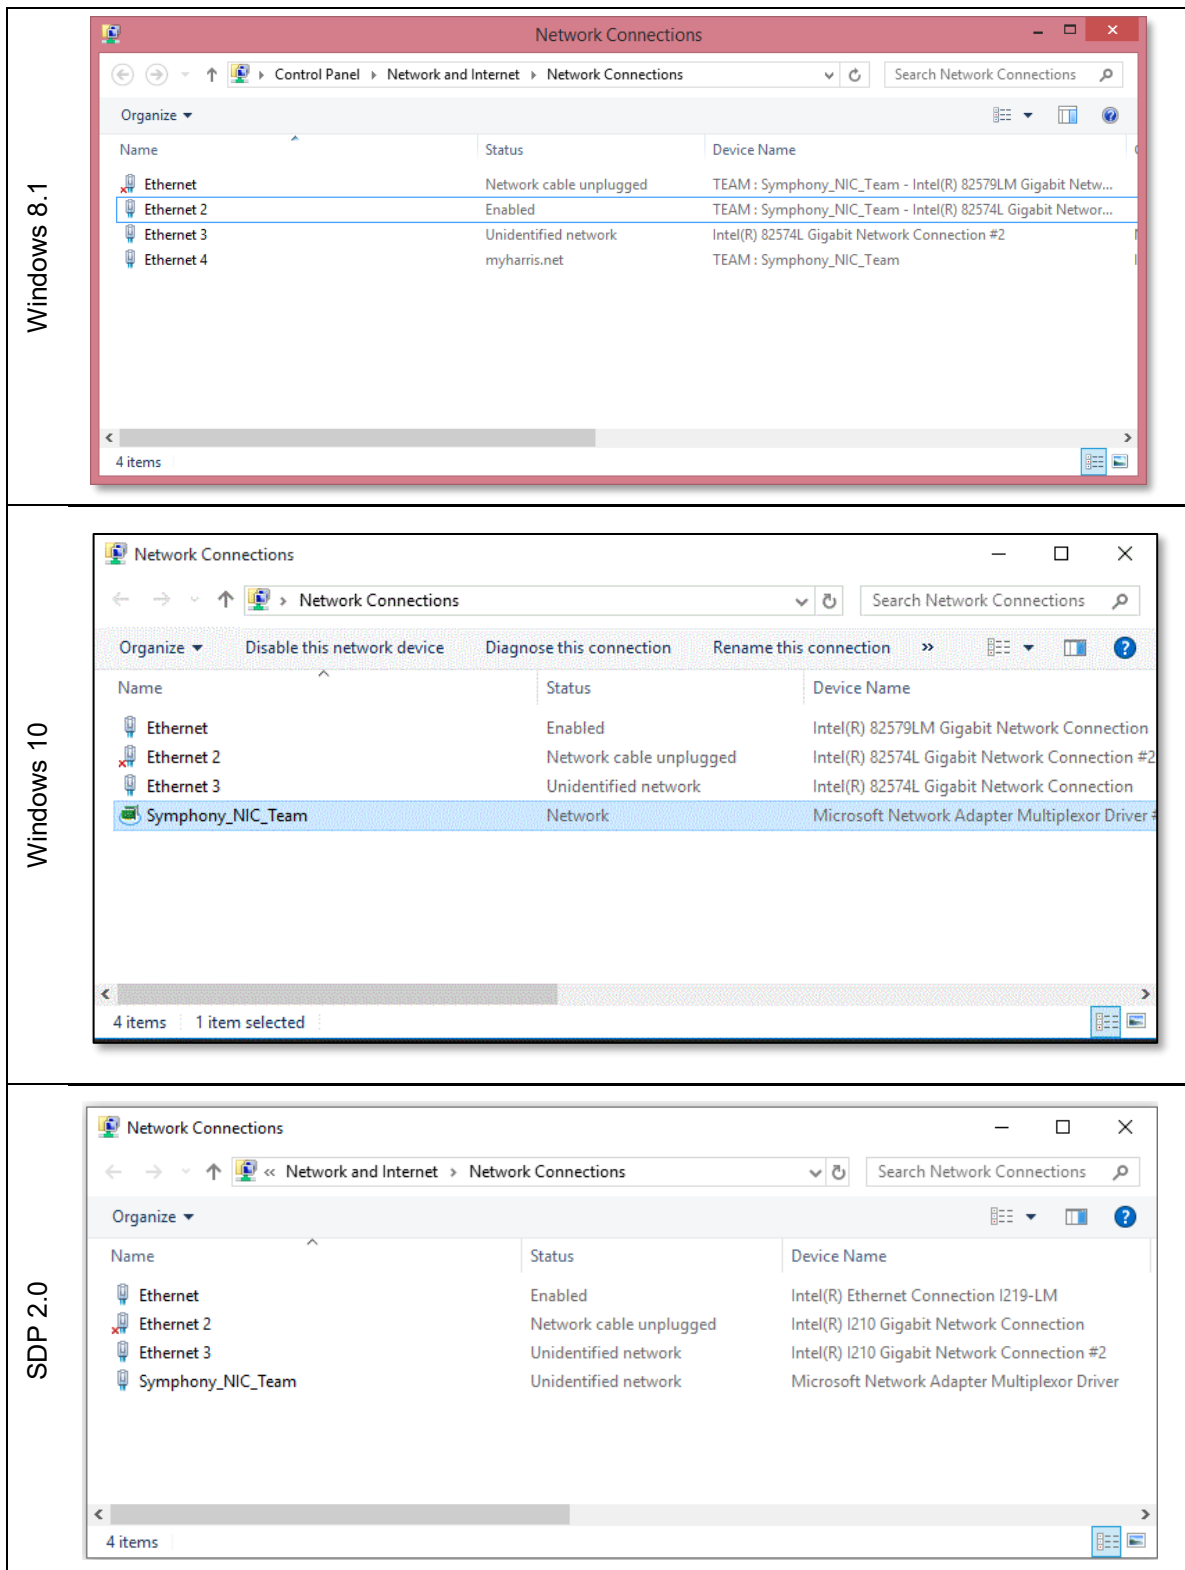 Windows 8.1
Network Connections
Control Panel Network and Internet Network Connections Search Network Connections
Organize
Name Status Device Name
Ethernet Network cable unplugged TEAM : Symphony_NIC_Team - Intel(R) 82579LM Gigabit Netw...
Ethernet 2 Enabled TEAM : Symphony_NIC_Team - Intel(R) 82574L Gigabit Networ...
Ethernet 3 Unidentified network Intel(R) 82574L Gigabit Network Connection #2
Ethernet 4 myharris.net TEAM : Symphony_NIC_Team
4 items
Windows 10
Network Connections
Network Connections Search Network Connections
Organize Disable this network device Diagnose this connection Rename this connection »
Name Status Device Name
Ethernet Enabled Intel(R) 82579LM Gigabit Network Connection
Ethernet 2 Network cable unplugged Intel(R) 82574L Gigabit Network Connection #2
Ethernet 3 Unidentified network Intel(R) 82574L Gigabit Network Connection
Symphony_NIC_Team Network Microsoft Network Adapter Multiplexor Driver #
4 items 1 item selected
SDP 2.0
Network Connections
« Network and Internet Network Connections Search Network Connections
Organize
Name Status Device Name
Ethernet Enabled Intel(R) Ethernet Connection I219-LM
Ethernet 2 Network cable unplugged Intel(R) I210 Gigabit Network Connection
Ethernet 3 Unidentified network Intel(R) I210 Gigabit Network Connection #2
Symphony_NIC_Team Unidentified network Microsoft Network Adapter Multiplexor Driver
4 items